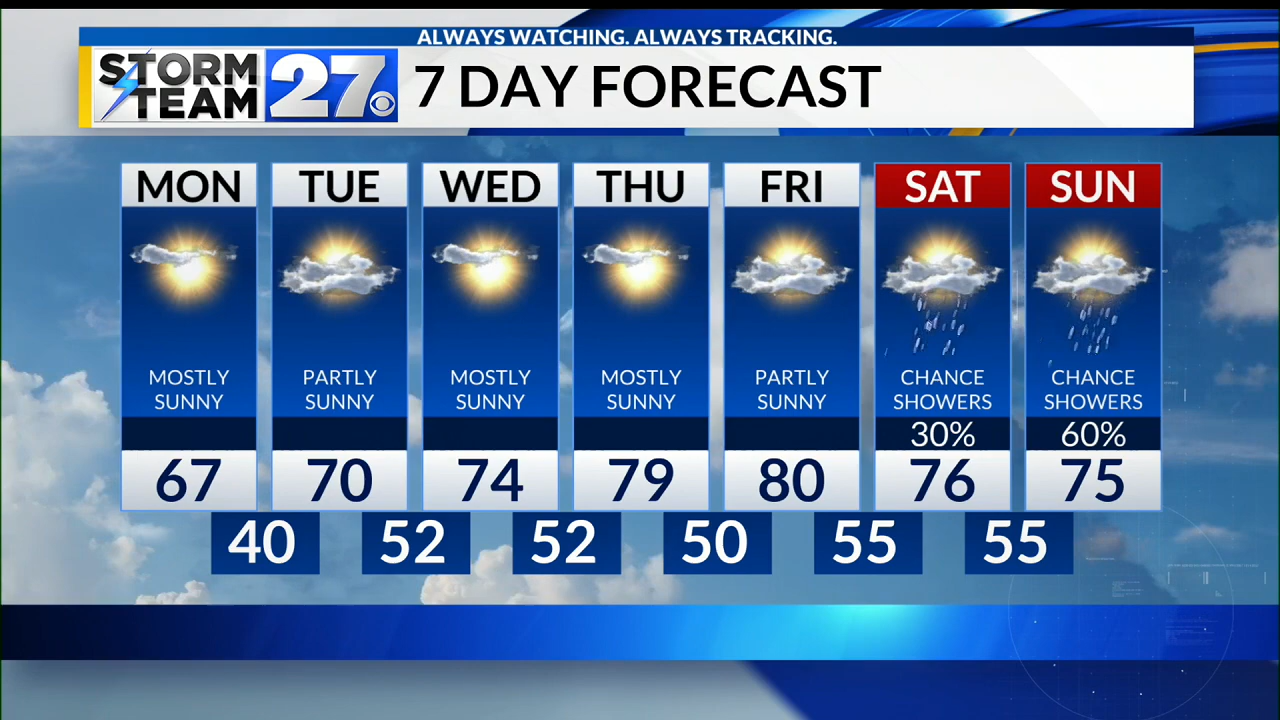 ALWAYS WATCHING. ALWAYS TRACKING.
STORM
TEAM
27
7 DAY FORECAST
MON TUE WED THU FRI SAT SUN
MOSTLY PARTLY MOSTLY MOSTLY PARTLY CHANCE CHANCE
SUNNY SUNNY SUNNY SUNNY SUNNY SHOWERS SHOWERS
30% 60%
67 70 74 79 80 76 75
40 52 52 50 55 55